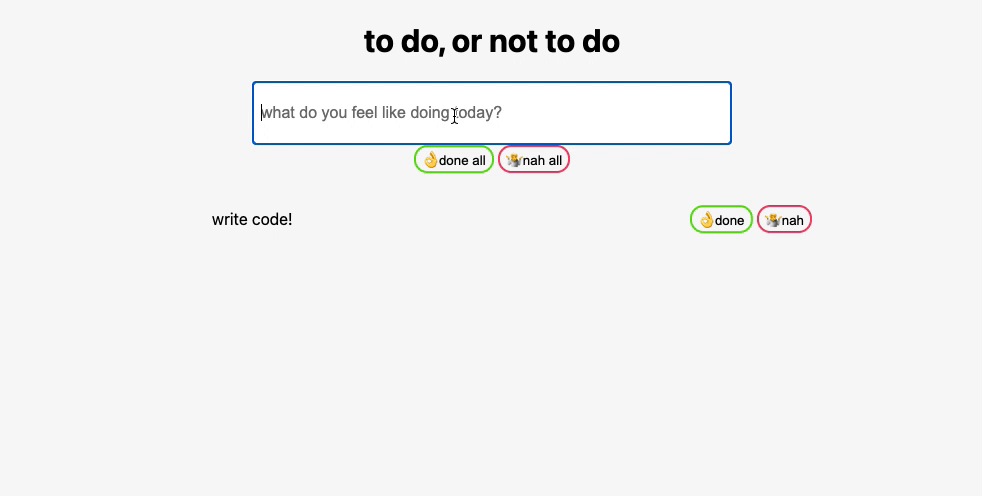 to do, or not to do
what do you feel like doing today?
👌done all 🤷‍♀️nah all
write code! 👌done 🤷‍♀️nah